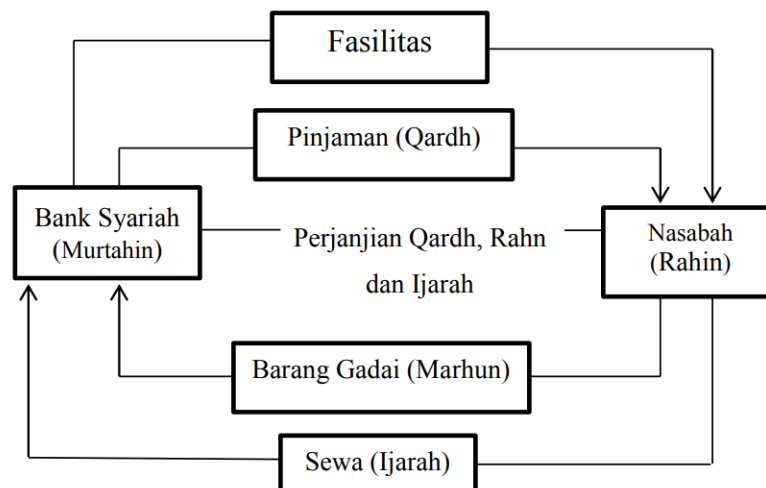 Fasilitas
Pinjaman (Qardh)
Bank Syariah
(Murtahin)
Perjanjian Qardh, Rahn
dan Ijarah
Nasabah
(Rahin)
Barang Gadai (Marhun)
Sewa (Ijarah)